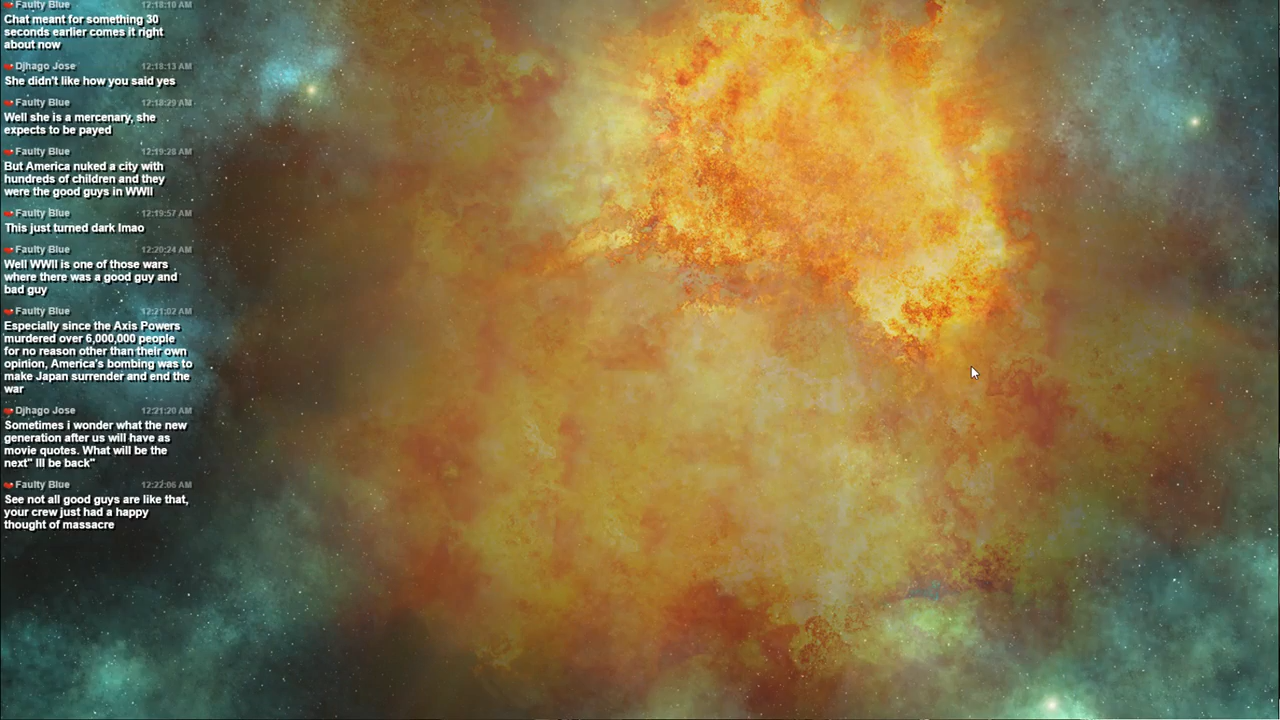 Faulty Blue 12:18:10 AM
Chat meant for something 30
seconds earlier comes it right
about now
Djhago Jose 12:18:13 AM
She didn't like how you said yes
Faulty Blue 12:18:29 AM
Well she is a mercenary, she
expects to be payed
Faulty Blue 12:19:28 AM
But America nuked a city with
hundreds of children and they
were the good guys in WWII
Faulty Blue 12:19:57 AM
This just turned dark lmao
Faulty Blue 12:20:24 AM
Well WWII is one of those wars
where there was a good guy and
bad guy
Faulty Blue 12:21:02 AM
Especially since the Axis Powers
murdered over 6,000,000 people
for no reason other than their own
opinion, America's bombing was to
make Japan surrender and end the
war
Djhago Jose 12:21:20 AM
Sometimes i wonder what the new
generation after us will have as
movie quotes. What will be the
next" Ill be back"
Faulty Blue 12:22:06 AM
See not all good guys are like that,
your crew just had a happy
thought of massacre